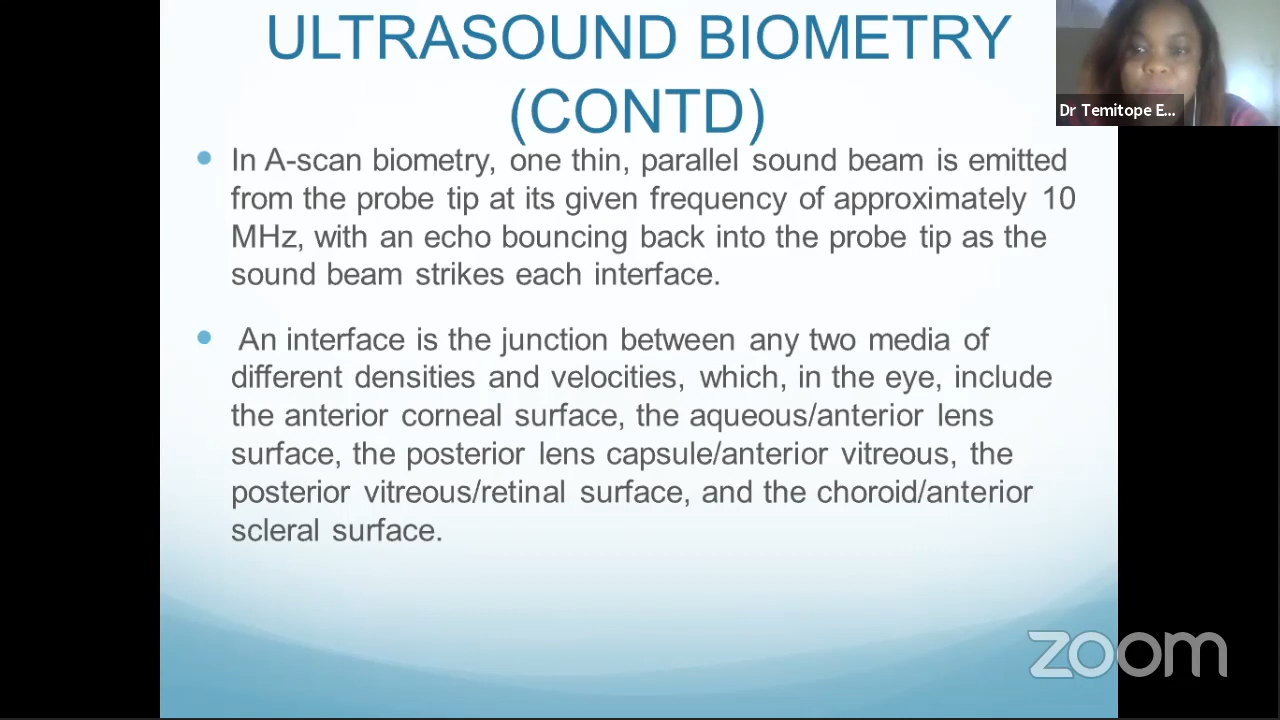 ULTRASOUND BIOMETRY
(CONTD)
Dr Temitope E...
• In A-scan biometry, one thin, parallel sound beam is emitted
from the probe tip at its given frequency of approximately 10
MHz, with an echo bouncing back into the probe tip as the
sound beam strikes each interface.
• An interface is the junction between any two media of
different densities and velocities, which, in the eye, include
the anterior corneal surface, the aqueous/anterior lens
surface, the posterior lens capsule/anterior vitreous, the
posterior vitreous/retinal surface, and the choroid/anterior
scleral surface.
zoom